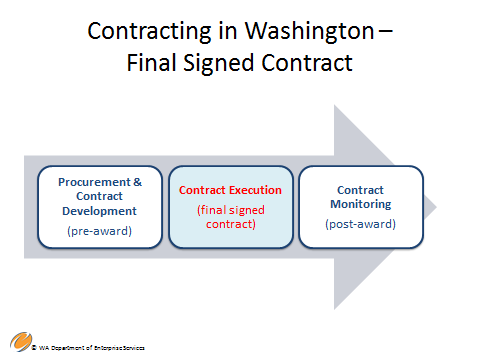 Contracting in Washington –
Final Signed Contract
Procurement &
Contract
Development
(pre-award)
Contract Execution
(final signed
contract)
Contract
Monitoring
(post-award)
© WA Department of Enterprise Services